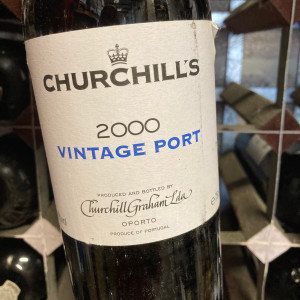 CHURCHILL'S
2000
VINTAGE PORT
PRODUCED AND BOTTLED BY
Churchill Graham Lda
OPORTO
PRODUCE OF PORTUGAL